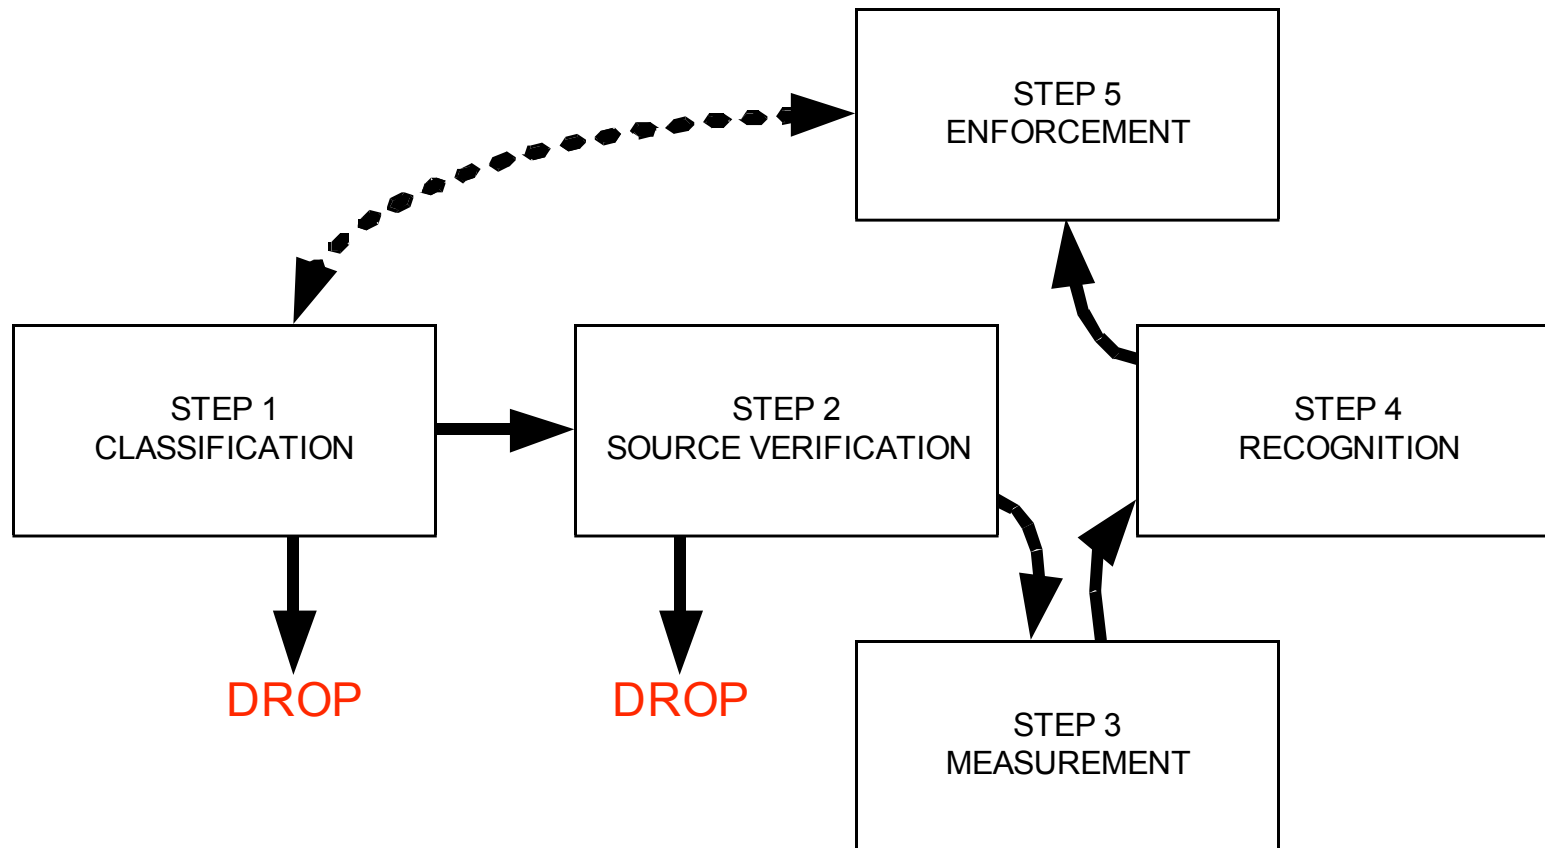 STEP 5
ENFORCEMENT
STEP 1
CLASSIFICATION
STEP 2
SOURCE VERIFICATION
STEP 4
RECOGNITION
DROP
DROP
STEP 3
MEASUREMENT